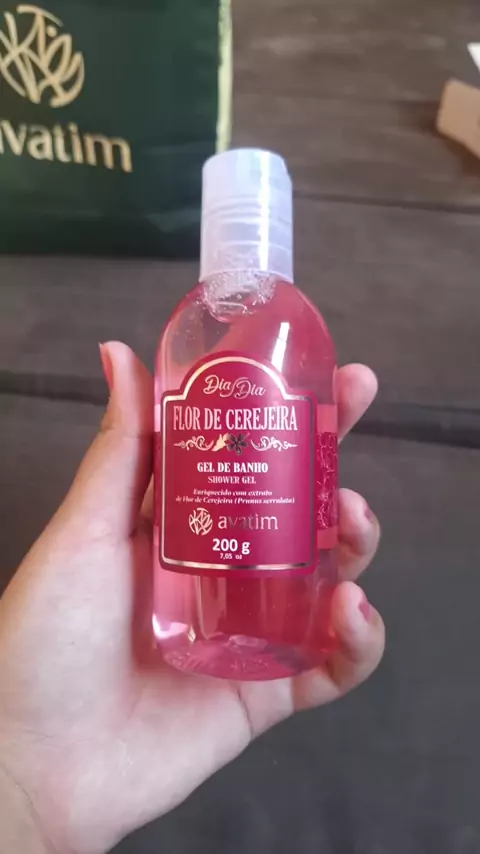 avatim
Dia Dia
FLOR DE CEREJEIRA
GEL DE BANHO
SHOWER GEL
Enriquecido com extrato
de Flor de Cerejeira (Prunus serrulata)
avatim
200 g
7,05 oz